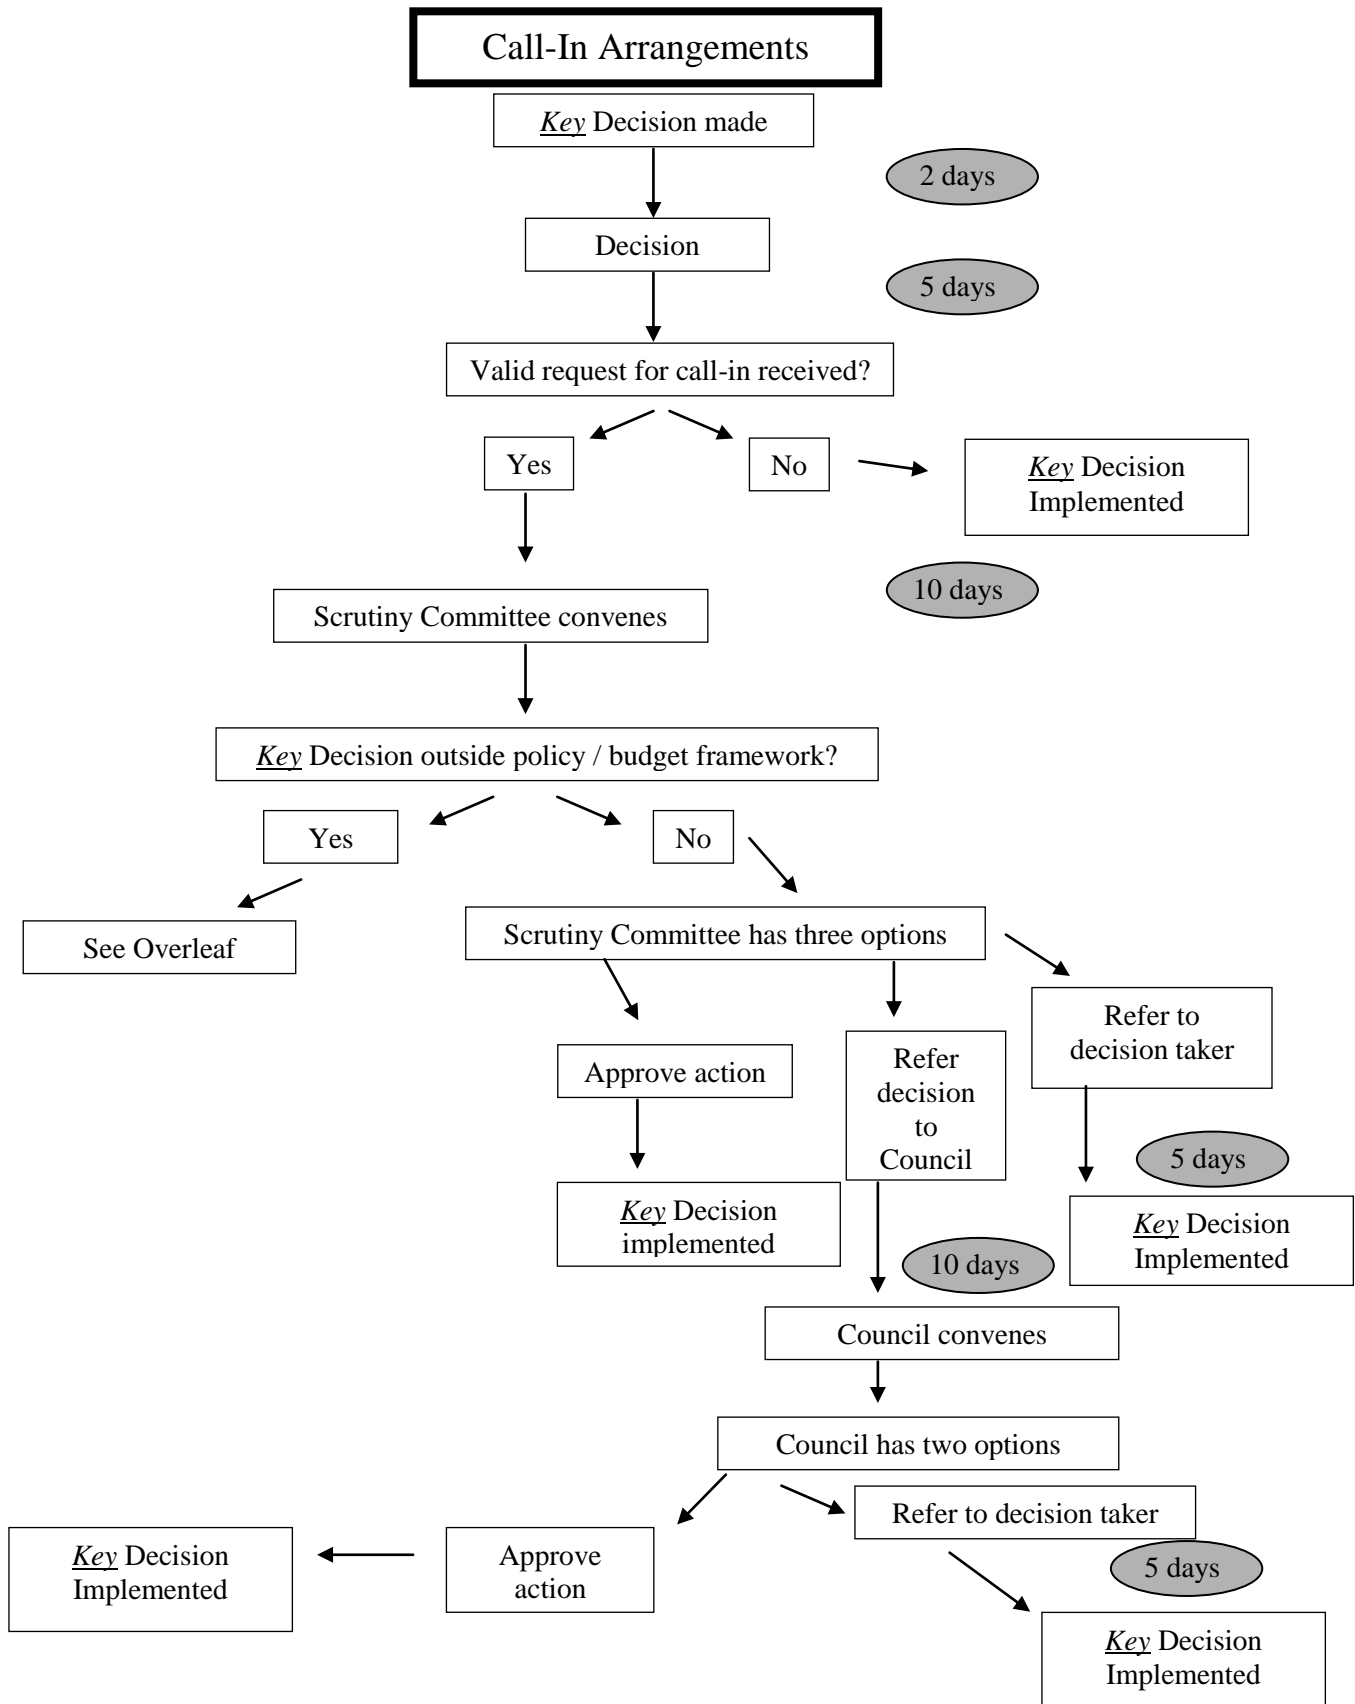 Call-In Arrangements
Key Decision made
2 days
Decision
5 days
Valid request for call-in received?
Yes
No
Key Decision
Implemented
10 days
Scrutiny Committee convenes
Key Decision outside policy / budget framework?
Yes
No
See Overleaf
Scrutiny Committee has three options
Refer to
decision taker
Approve action
Refer
decision
to
Council
5 days
Key Decision
implemented
Key Decision
Implemented
10 days
Council convenes
Council has two options
Refer to decision taker
Key Decision
Implemented
Approve
action
5 days
Key Decision
Implemented